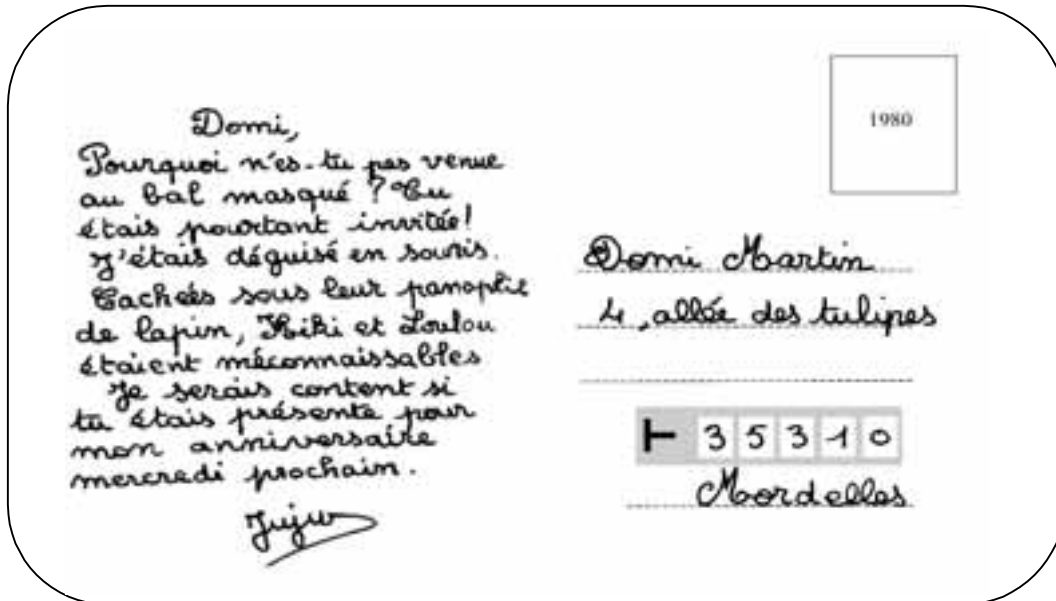 Domi,
Pourquoi n'es-tu pas venue
au bal masqué ? Tu
étais pourtant invitée !
J'étais déguisé en souris.
Cachées sous leur panoplie
de lapin, Kiki et Loulou
étaient méconnaissables
Je serais content si
tu étais présente pour
mon anniversaire
mercredi prochain.
Juju
1980
Domi Martin
4, allée des tulipes
35310
Mordelles